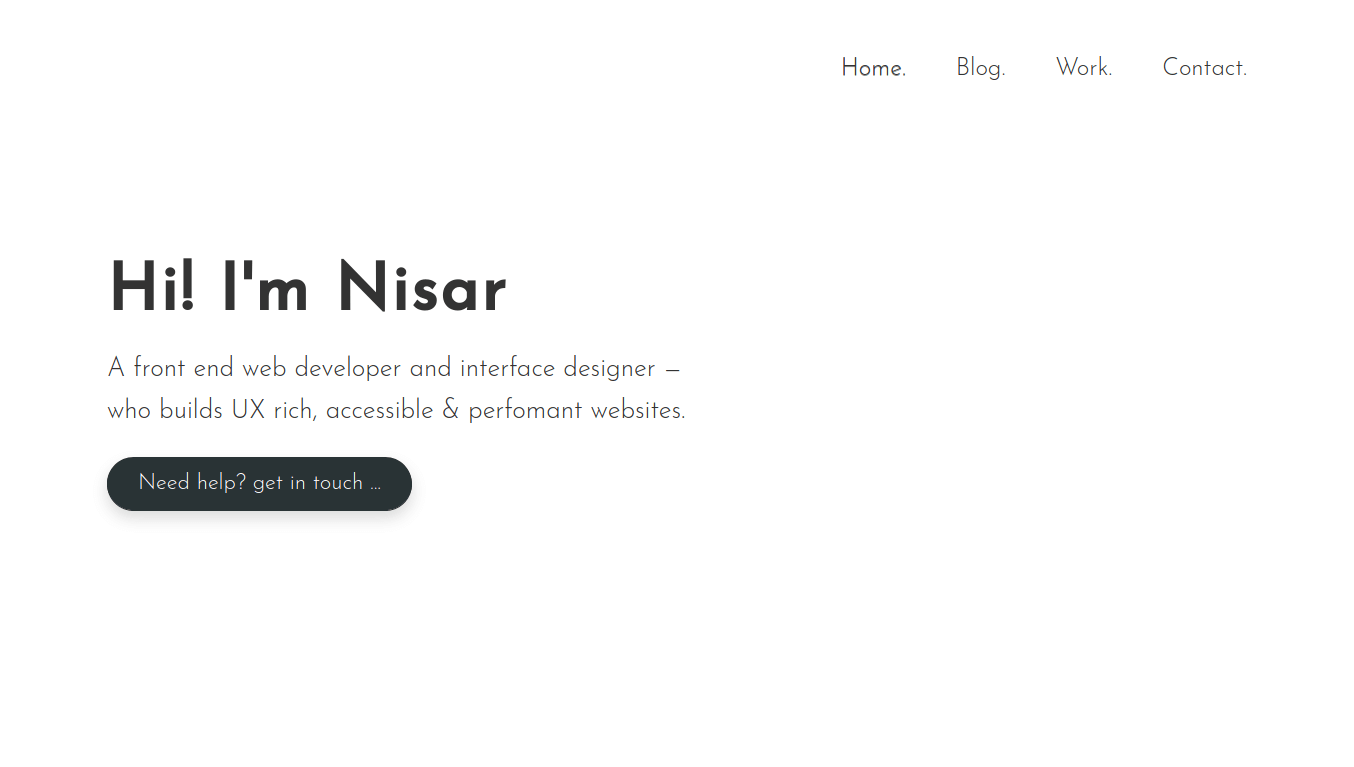 Home. Blog. Work. Contact.
Hi! I'm Nisar
A front end web developer and interface designer –
who builds UX rich, accessible & perfomant websites.
Need help? get in touch ...